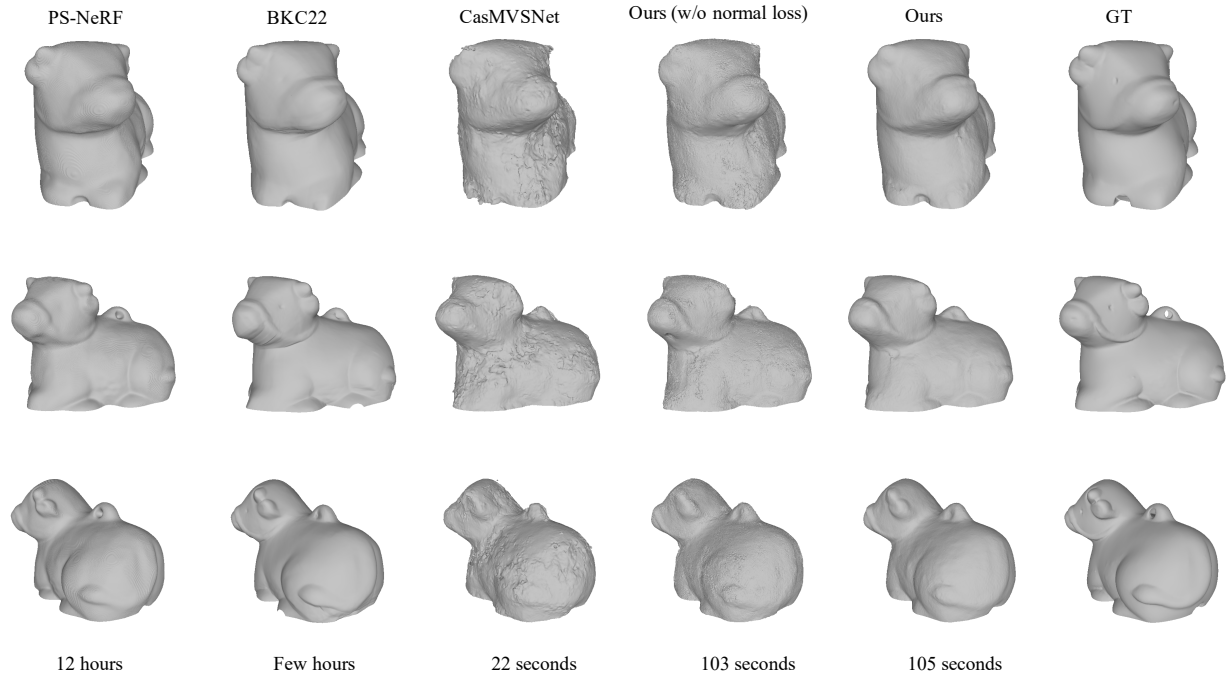 PS-NeRF BKC22 CasMVSNet Ours (w/o normal loss) Ours GT
12 hours Few hours 22 seconds 103 seconds 105 seconds